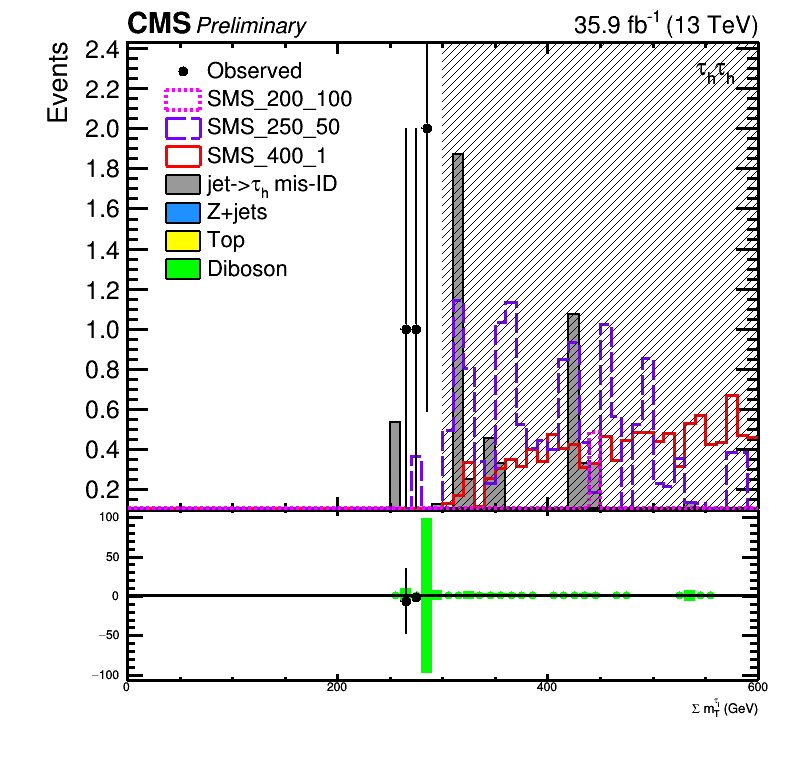 CMS Preliminary 35.9 fb⁻¹ (13 TeV)
Events
2.4
2.2
2.0
1.8
1.6
1.4
1.2
1.0
0.8
0.6
0.4
0.2
τhτh
Observed
SMS_200_100
SMS_250_50
SMS_400_1
jet->τh mis-ID
Z+jets
Top
Diboson
100
50
0
−50
−100
0 200 400 600
Σ m_T^τi (GeV)